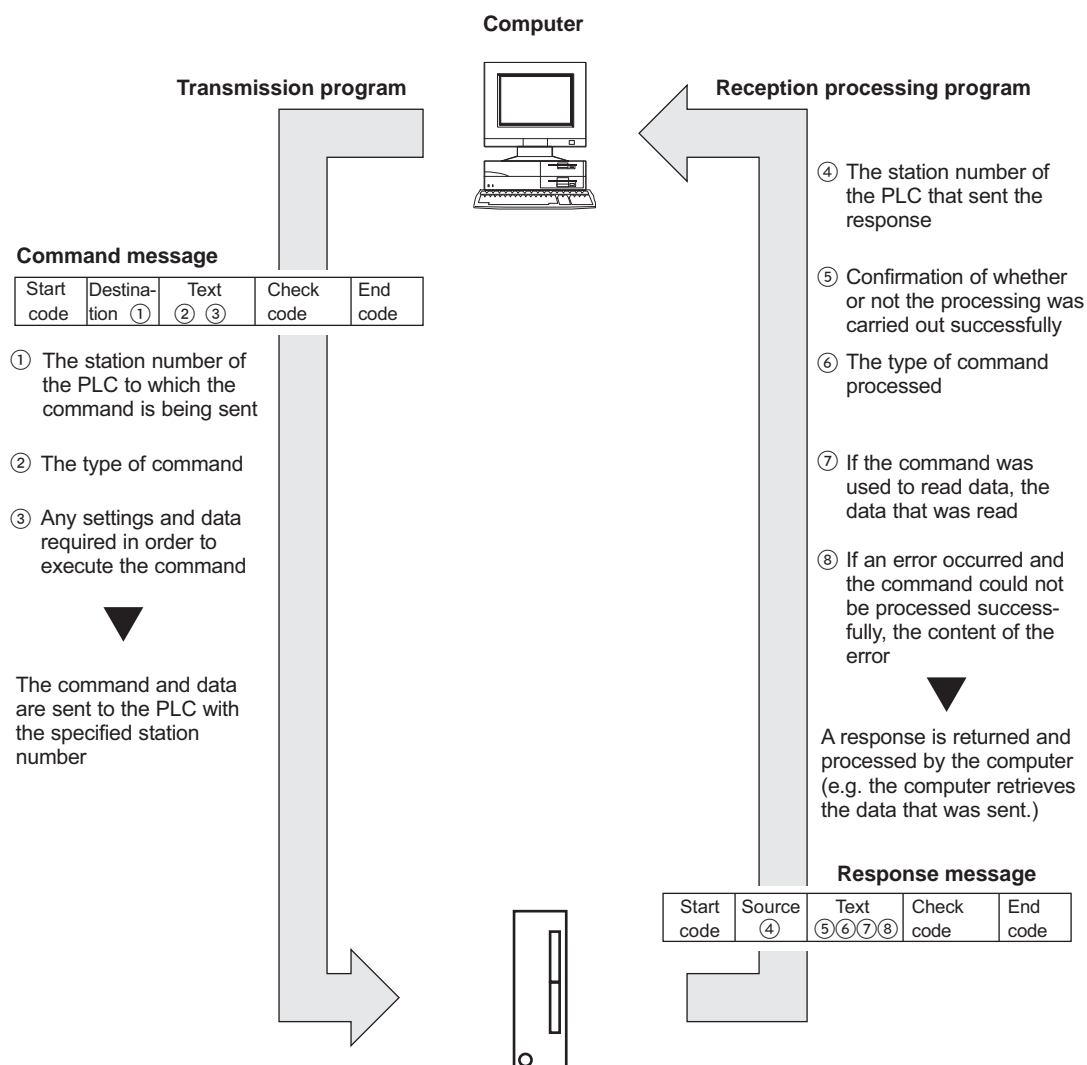 Computer
Transmission program
Reception processing program
Command message
Start code
Destina-tion ①
Text ② ③
Check code
End code
① The station number of
the PLC to which the
command is being sent
② The type of command
③ Any settings and data
required in order to
execute the command
The command and data
are sent to the PLC with
the specified station
number
④ The station number of
the PLC that sent the
response
⑤ Confirmation of whether
or not the processing was
carried out successfully
⑥ The type of command
processed
⑦ If the command was
used to read data, the
data that was read
⑧ If an error occurred and
the command could not
be processed success-
fully, the content of the
error
A response is returned and
processed by the computer
(e.g. the computer retrieves
the data that was sent.)
Response message
Start code
Source ④
Text ⑤⑥⑦⑧
Check code
End code